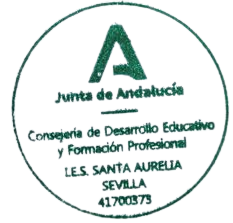 Junta de Andalucía
Consejería de Desarrollo Educativo
y Formación Profesional
I.E.S. SANTA AURELIA
SEVILLA
41700373